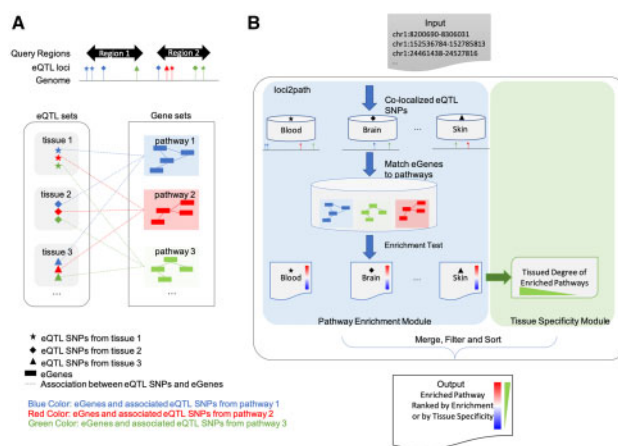 A
Region 1
Region 2
Query Regions
eQTL loci
Genome
eQTL sets
Gene sets
tissue 1
tissue 2
tissue 3
...
pathway 1
pathway 2
pathway 3
...
eQTL SNPs from tissue 1
eQTL SNPs from tissue 2
eQTL SNPs from tissue 3
eGenes
Association between eQTL SNPs and eGenes
Blue Color: eGenes and associated eQTL SNPs from pathway 1
Red Color: eGnes and associated eQTL SNPs from pathway 2
Green Color: eGenes and associated eQTL SNPs from pathway 3
B
Input
chr1:8200690-8306031
chr1:152536784-152785813
chr1:24461438-24527816
...
loci2path
Co-localized eQTL
SNPs
Blood
Brain
...
Skin
Match eGenes
to pathways
Enrichment Test
Blood
Brain
...
Skin
Tissued Degree of
Enriched Pathways
Pathway Enrichment Module
Tissue Specificity Module
Merge, Filter and Sort
Output
Enriched Pathway
Ranked by Enrichment
or by Tissue Specificity